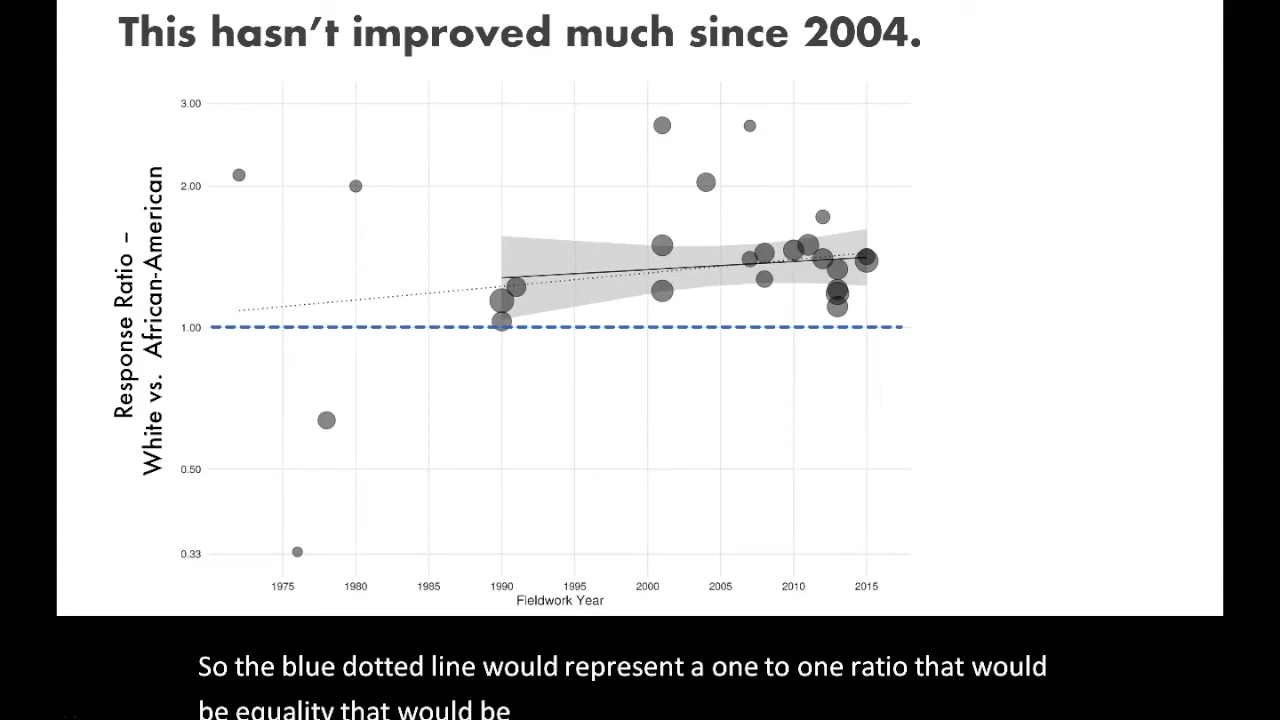 This hasn't improved much since 2004.
Response Ratio –
White vs. African-American
3.00
2.00
1.00
0.50
0.33
1975 1980 1985 1990 1995 2000 2005 2010 2015
Fieldwork Year
So the blue dotted line would represent a one to one ratio that would
be equality that would be